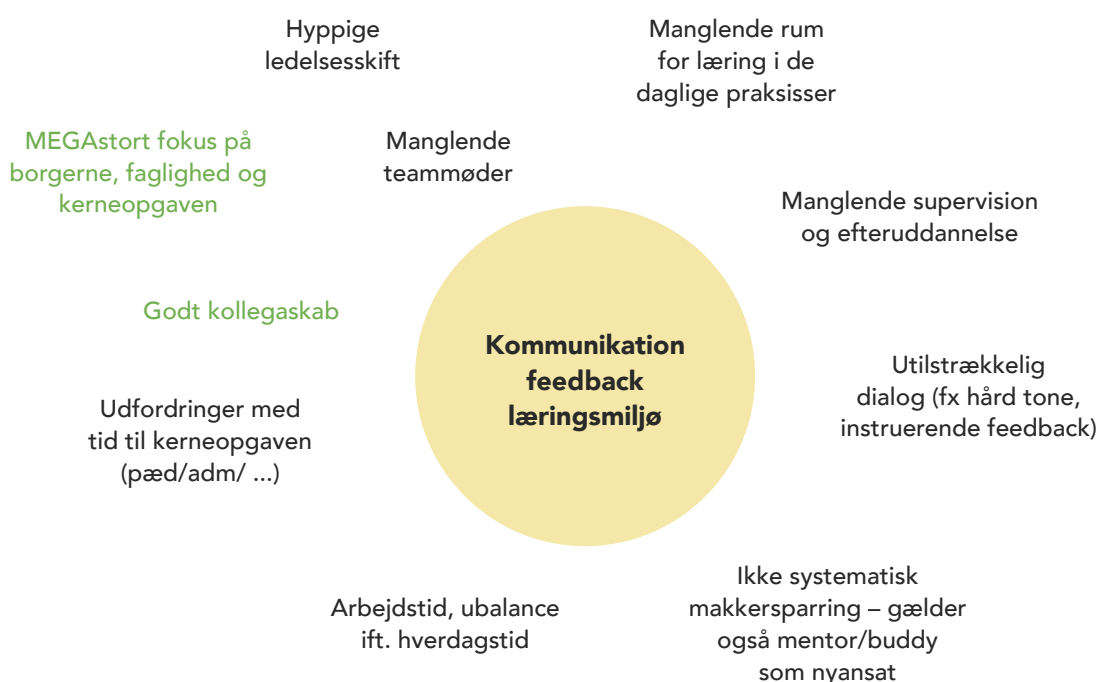 Hyppige
ledelsesskift
Manglende rum
for læring i de
daglige praksisser
MEGAstort fokus på
borgerne, faglighed og
kerneopgaven
Manglende
teammøder
Manglende supervision
og efteruddannelse
Godt kollegaskab
Kommunikation
feedback
læringsmiljø
Utilstrækkelig
dialog (fx hård tone,
instruerende feedback)
Udfordringer med
tid til kerneopgaven
(pæd/adm/ ...)
Arbejdstid, ubalance
ift. hverdagstid
Ikke systematisk
makkersparring – gælder
også mentor/buddy
som nyansat